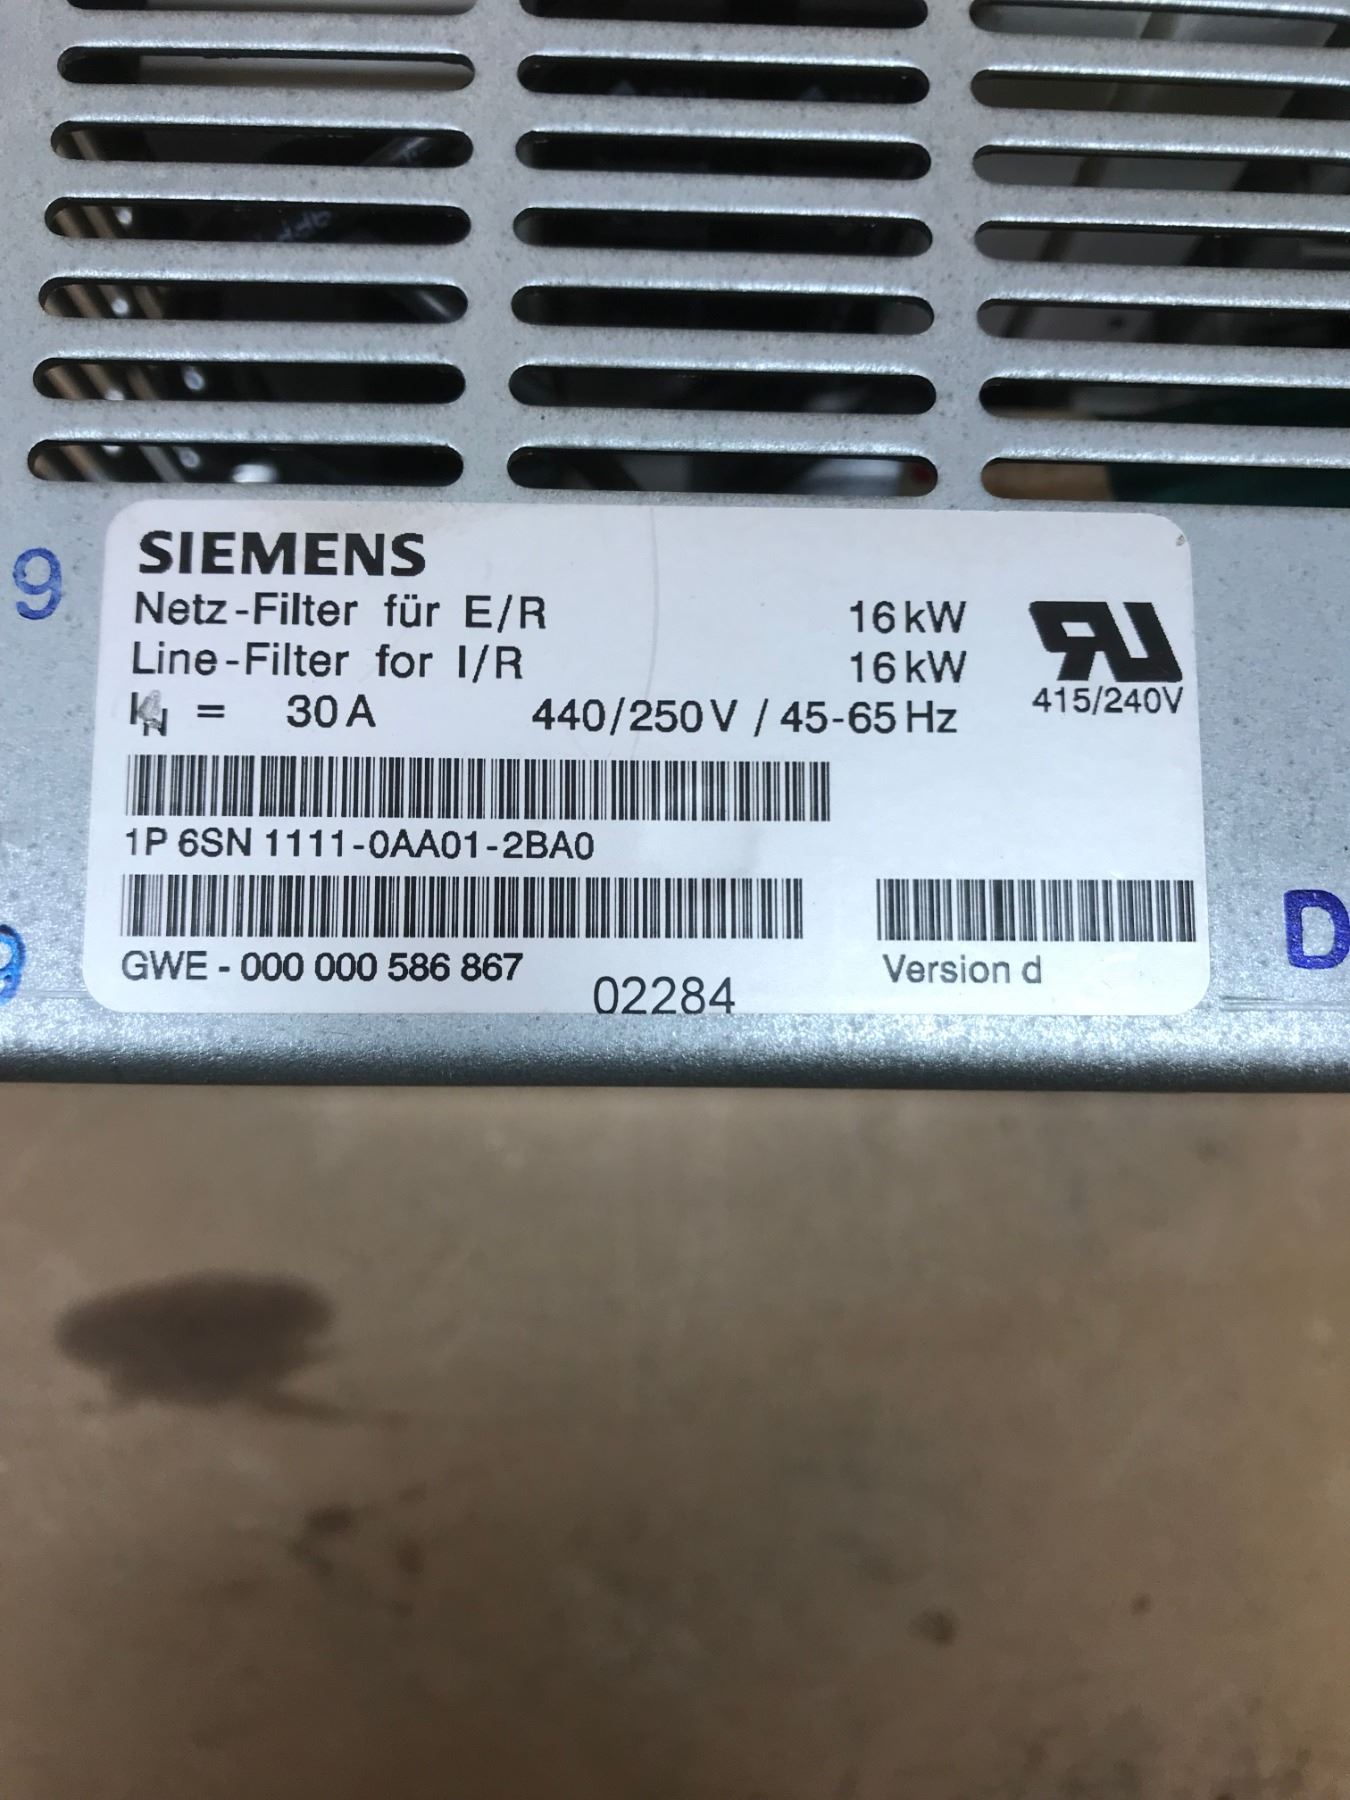 SIEMENS
Netz-Filter für E/R 16 kW
Line-Filter for I/R 16 kW
415/240V
= 30 A 440/250 V / 45-65 Hz
1P 6SN 1111-0AA01-2BA0
GWE - 000 000 586 867
Version d
02284
9
9
D